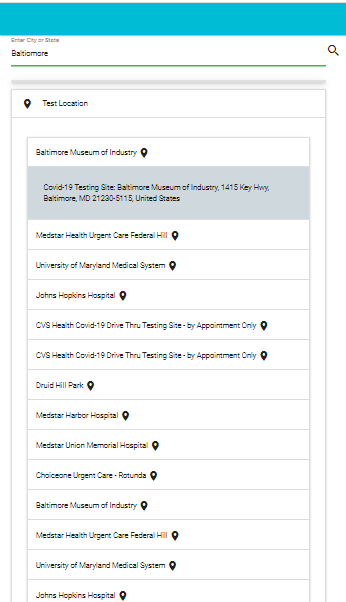 Enter City or State
Baltiomore
Test Location
Baltimore Museum of Industry
Covid-19 Testing Site: Baltimore Museum of Industry, 1415 Key Hwy,
Baltimore, MD 21230-5115, United States
Medstar Health Urgent Care Federal Hill
University of Maryland Medical System
Johns Hopkins Hospital
CVS Health Covid-19 Drive Thru Testing Site - by Appointment Only
CVS Health Covid-19 Drive Thru Testing Site - by Appointment Only
Druid Hill Park
Medstar Harbor Hospital
Medstar Union Memorial Hospital
Choiceone Urgent Care - Rotunda
Baltimore Museum of Industry
Medstar Health Urgent Care Federal Hill
University of Maryland Medical System
Johns Hopkins Hospital